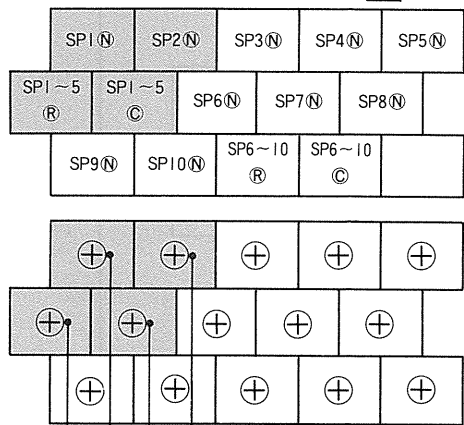 SP1Ⓝ SP2Ⓝ SP3Ⓝ SP4Ⓝ SP5Ⓝ
SP1~5 SP1~5 SP6Ⓝ SP7Ⓝ SP8Ⓝ
Ⓡ Ⓒ
SP9Ⓝ SP10Ⓝ SP6~10 SP6~10
Ⓡ Ⓒ